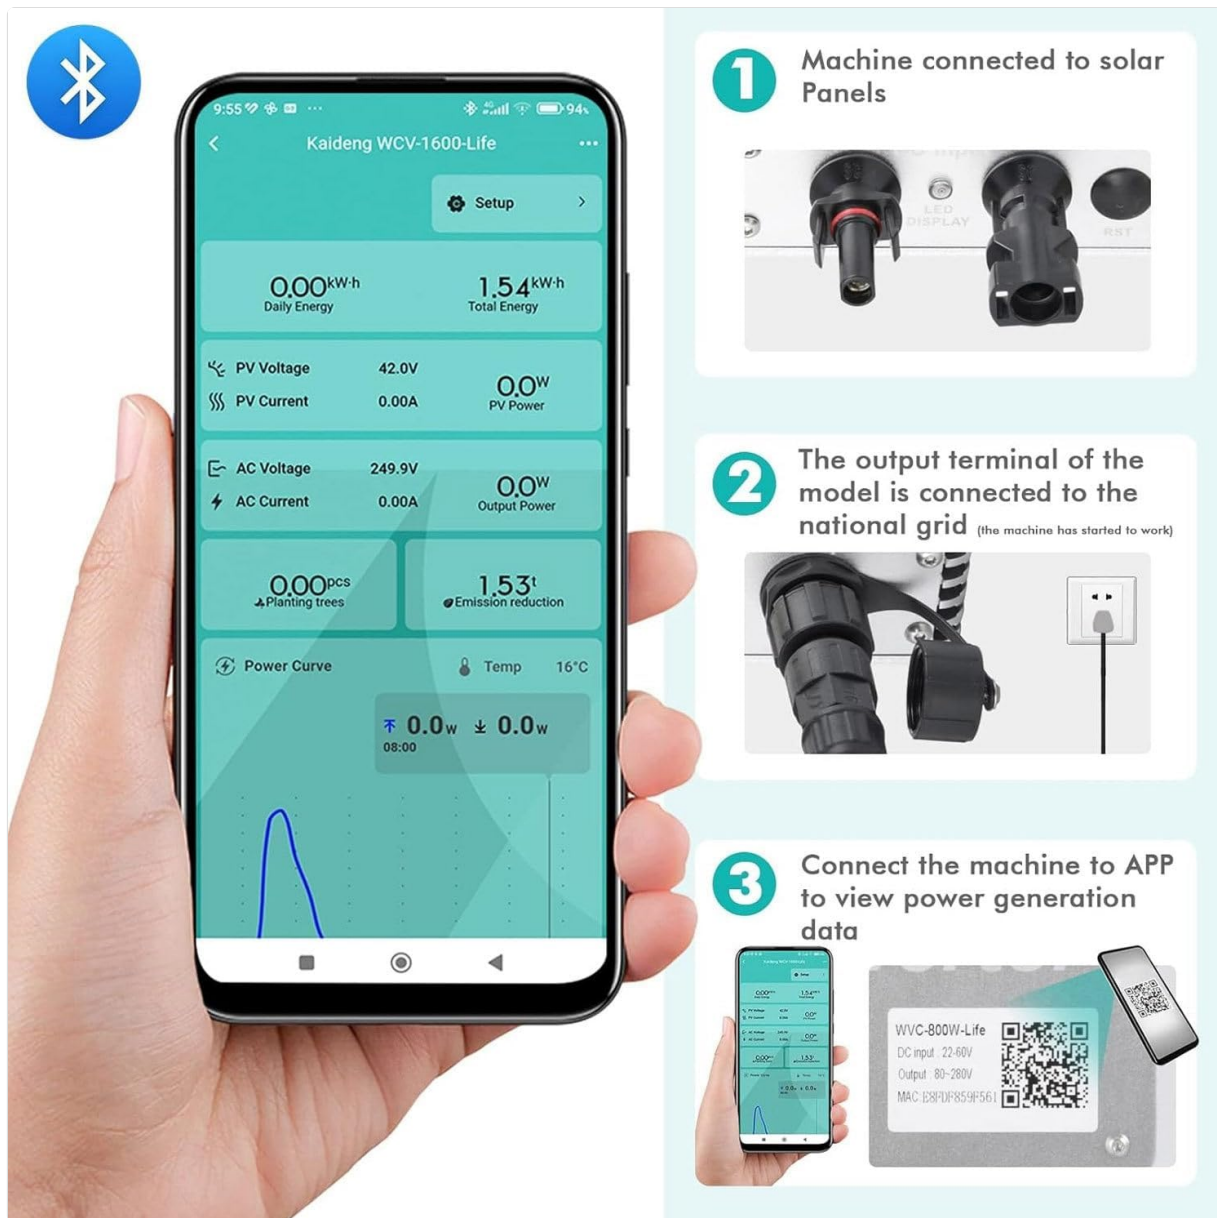 9:55
4G
94%
Kaideng WCV-1600-Life
Setup
0.00kW·h
Daily Energy
1.54kW·h
Total Energy
PV Voltage 42.0V
PV Current 0.00A
0.0W
PV Power
AC Voltage 249.9V
AC Current 0.00A
0.0W
Output Power
0.00pcs
Planting trees
1.53t
Emission reduction
Power Curve
Temp 16°C
0.0w 0.0w
08:00
1
Machine connected to solar
Panels
LED
DISPLAY
RST
2
The output terminal of the
model is connected to the
national grid (the machine has started to work)
3
Connect the machine to APP
to view power generation
data
WVC-800W-Life
DC input : 22-60V
Output : 80-280V
MAC:E8FDF859F561